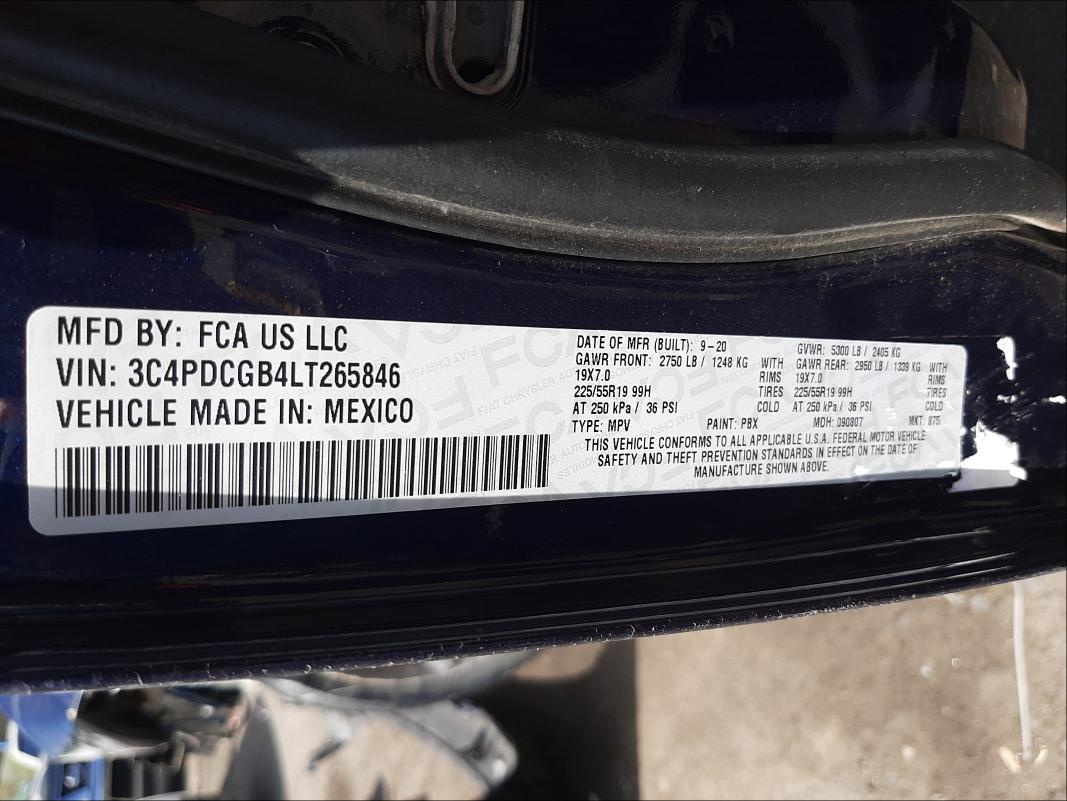 MFD BY: FCA US LLC
VIN: 3C4PDCGB4LT265846
VEHICLE MADE IN: MEXICO
DATE OF MFR (BUILT): 9-20 GVWR: 5300 LB / 2405 KG
GAWR FRONT: 2750 LB / 1248 KG WITH GAWR REAR: 2950 LB / 1339 KG WITH
19X7.0 RIMS 19X7.0 RIMS
225/55R19 99H TIRES 225/55R19 99H TIRES
AT 250 kPa / 36 PSI COLD AT 250 kPa / 36 PSI COLD
TYPE: MPV PAINT: PBX MDH: 090807 MKT: 875
THIS VEHICLE CONFORMS TO ALL APPLICABLE U.S.A. FEDERAL MOTOR VEHICLE
SAFETY AND THEFT PREVENTION STANDARDS IN EFFECT ON THE DATE OF
MANUFACTURE SHOWN ABOVE.